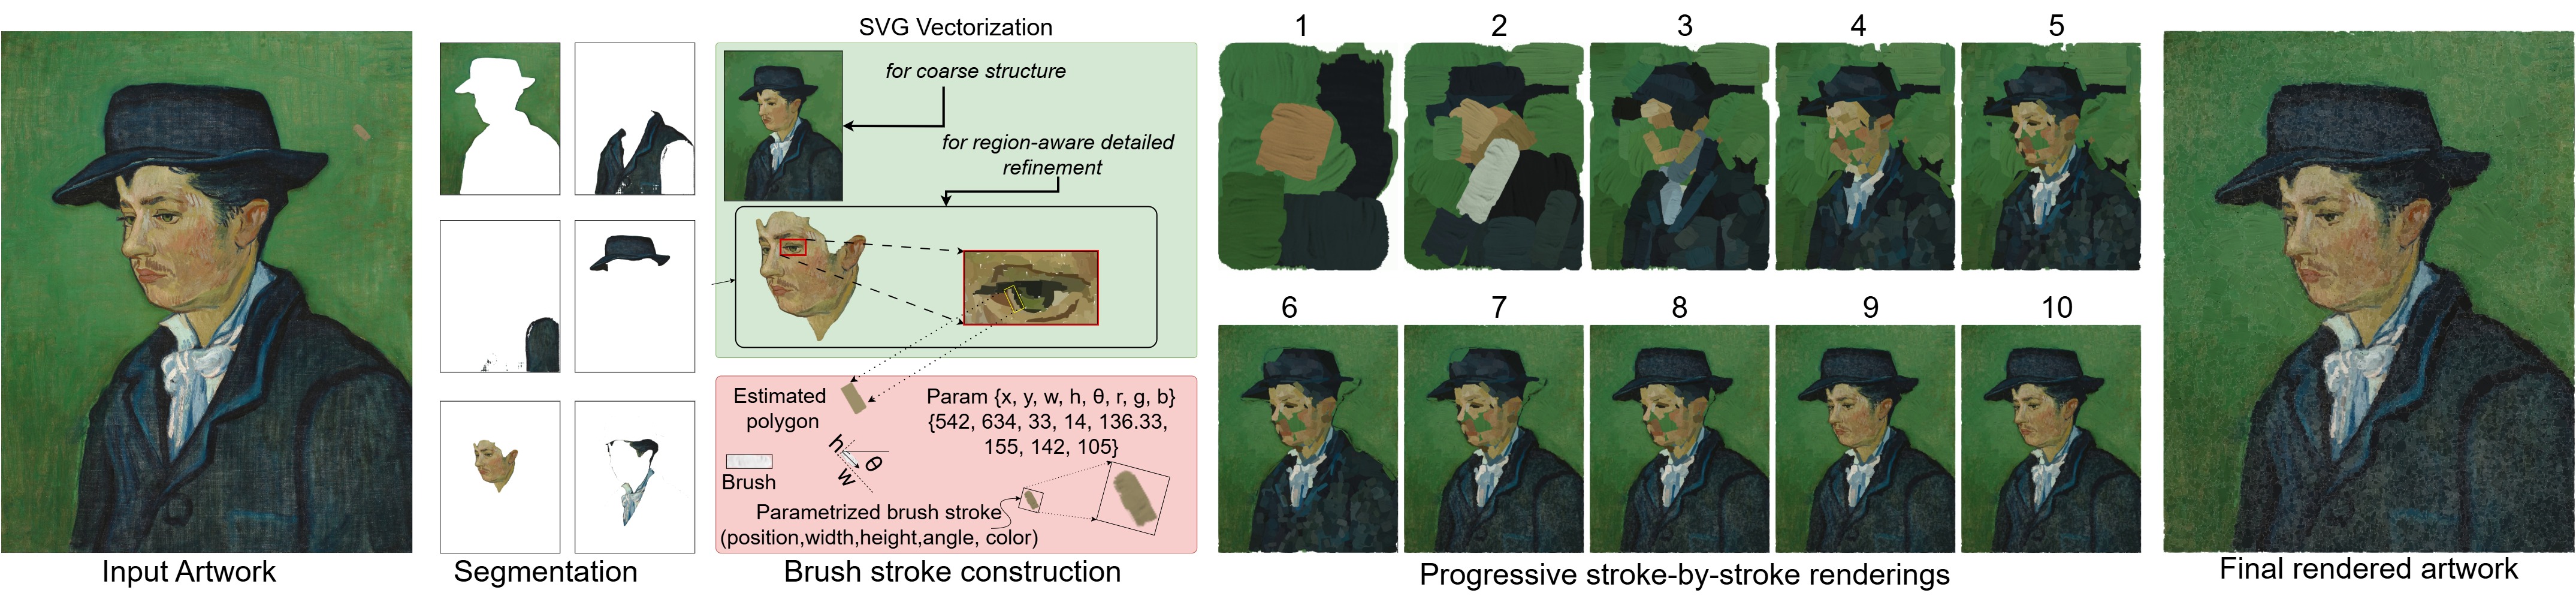 SVG Vectorization
for coarse structure
for region-aware detailed
refinement
Estimated
polygon
Param {x, y, w, h, θ, r, g, b}
{542, 634, 33, 14, 136.33,
155, 142, 105}
h
θ
w
Brush
Parametrized brush stroke
(position,width,height,angle, color)
1
2
3
4
5
6
7
8
9
10
Input Artwork
Segmentation
Brush stroke construction
Progressive stroke-by-stroke renderings
Final rendered artwork